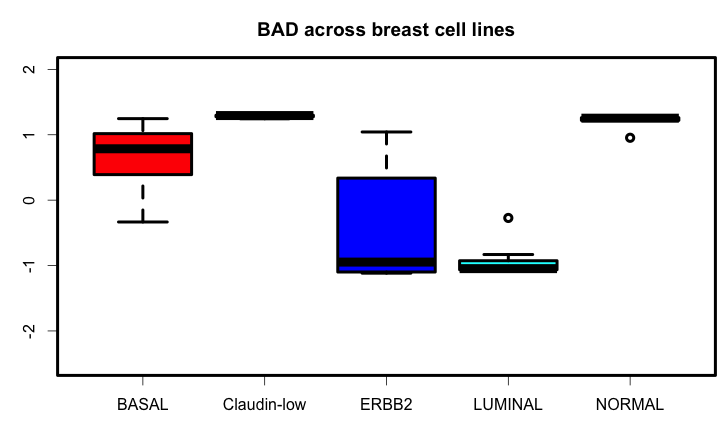 BAD across breast cell lines
2
1
0
-1
-2
BASAL Claudin-low ERBB2 LUMINAL NORMAL